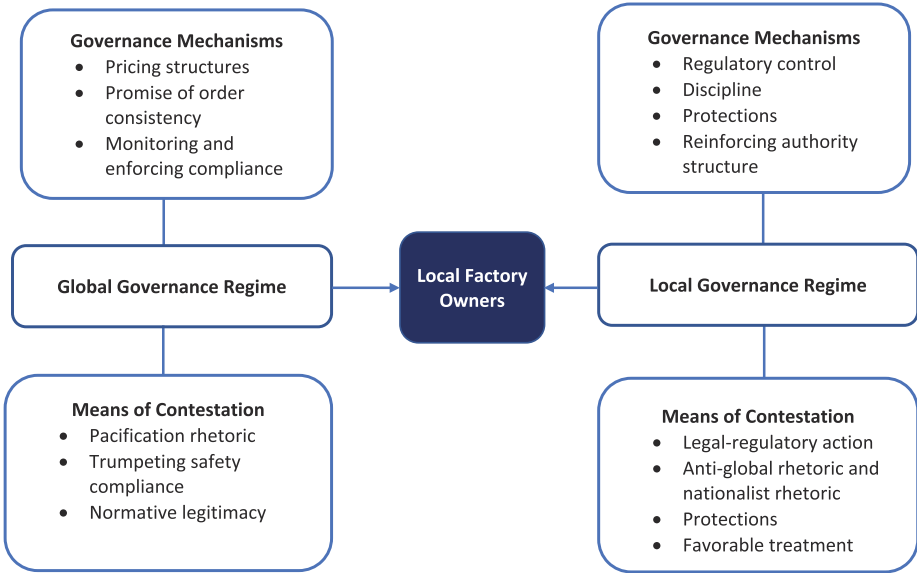 Governance Mechanisms
• Pricing structures
• Promise of order
consistency
• Monitoring and
enforcing compliance
Governance Mechanisms
• Regulatory control
• Discipline
• Protections
• Reinforcing authority
structure
Global Governance Regime
Local Factory
Owners
Local Governance Regime
Means of Contestation
• Pacification rhetoric
• Trumpeting safety
compliance
• Normative legitimacy
Means of Contestation
• Legal-regulatory action
• Anti-global rhetoric and
nationalist rhetoric
• Protections
• Favorable treatment